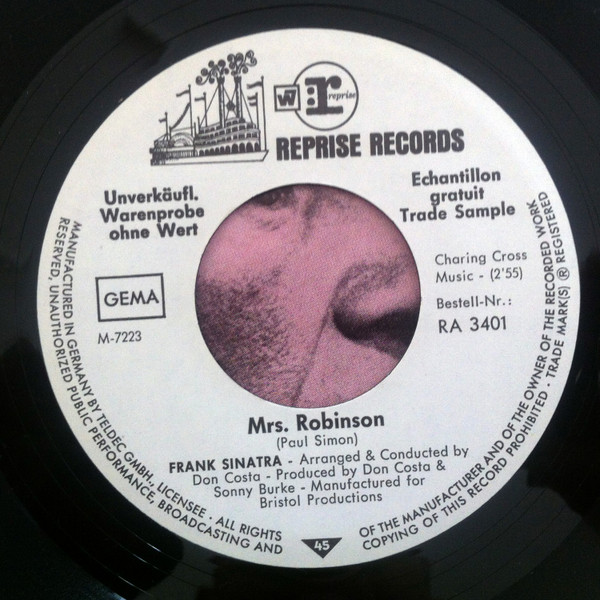 W
r:
reprise
REPRISE RECORDS
Unverkäufl.
Warenprobe
ohne Wert
Echantillon
gratuit
Trade Sample
GEMA
M-7223
Charing Cross
Music - (2'55)
Bestell-Nr.:
RA 3401
Mrs. Robinson
(Paul Simon)
FRANK SINATRA - Arranged & Conducted by
Don Costa - Produced by Don Costa &
Sonny Burke - Manufactured for
Bristol Productions
45
MANUFACTURED IN GERMANY BY TELDEC GMBH., LICENSEE · ALL RIGHTS
RESERVED, UNAUTHORIZED PUBLIC PERFORMANCE, BROADCASTING AND
COPYING OF THIS RECORD PROHIBITED · TRADE MARK(S) ® REGISTERED
OF THE MANUFACTURER AND OF THE OWNER OF THE RECORDED WORK